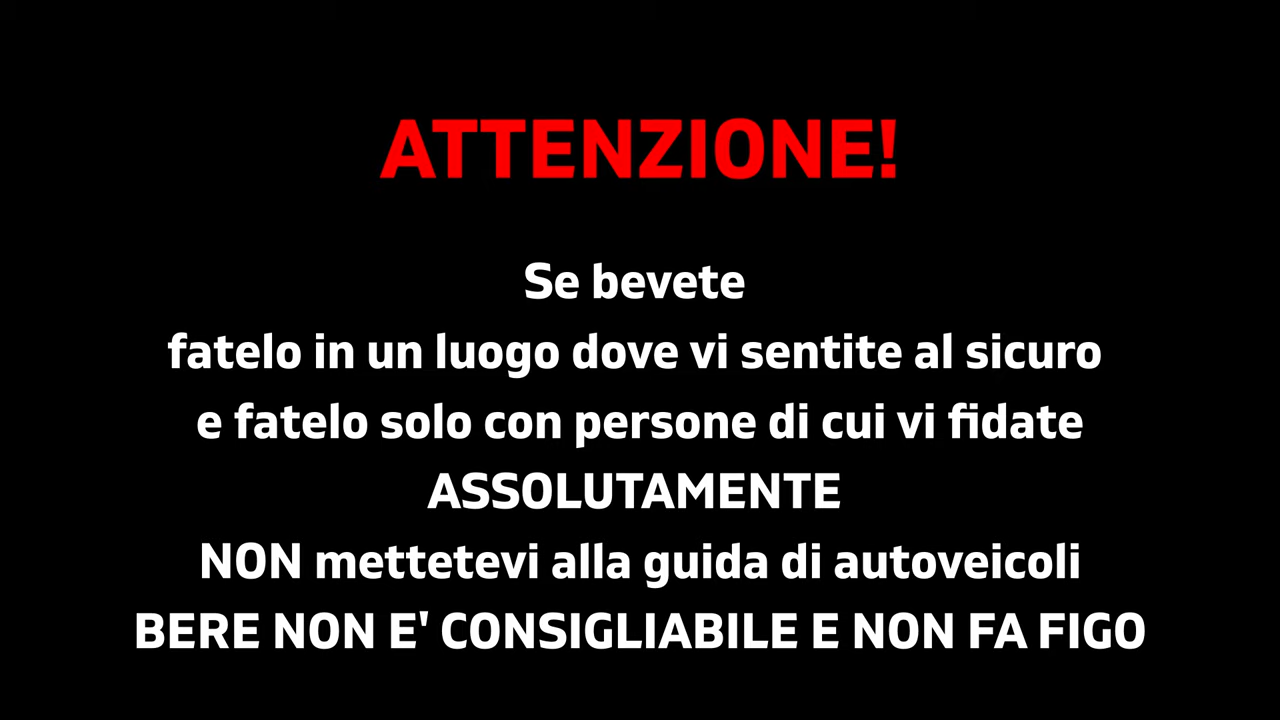 ATTENZIONE!
Se bevete
fatelo in un luogo dove vi sentite al sicuro
e fatelo solo con persone di cui vi fidate
ASSOLUTAMENTE
NON mettetevi alla guida di autoveicoli
BERE NON E' CONSIGLIABILE E NON FA FIGO